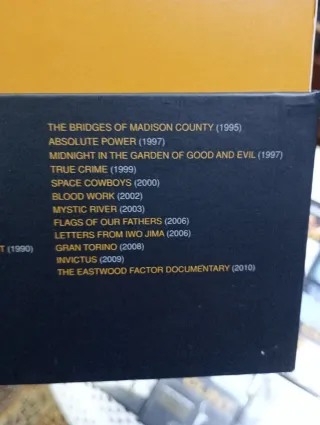 THE BRIDGES OF MADISON COUNTY (1995)
ABSOLUTE POWER (1997)
MIDNIGHT IN THE GARDEN OF GOOD AND EVIL (1997)
TRUE CRIME (1999)
SPACE COWBOYS (2000)
BLOOD WORK (2002)
MYSTIC RIVER (2003)
FLAGS OF OUR FATHERS (2006)
LETTERS FROM IWO JIMA (2006)
T (1990)
GRAN TORINO (2008)
INVICTUS (2009)
THE EASTWOOD FACTOR DOCUMENTARY (2010)